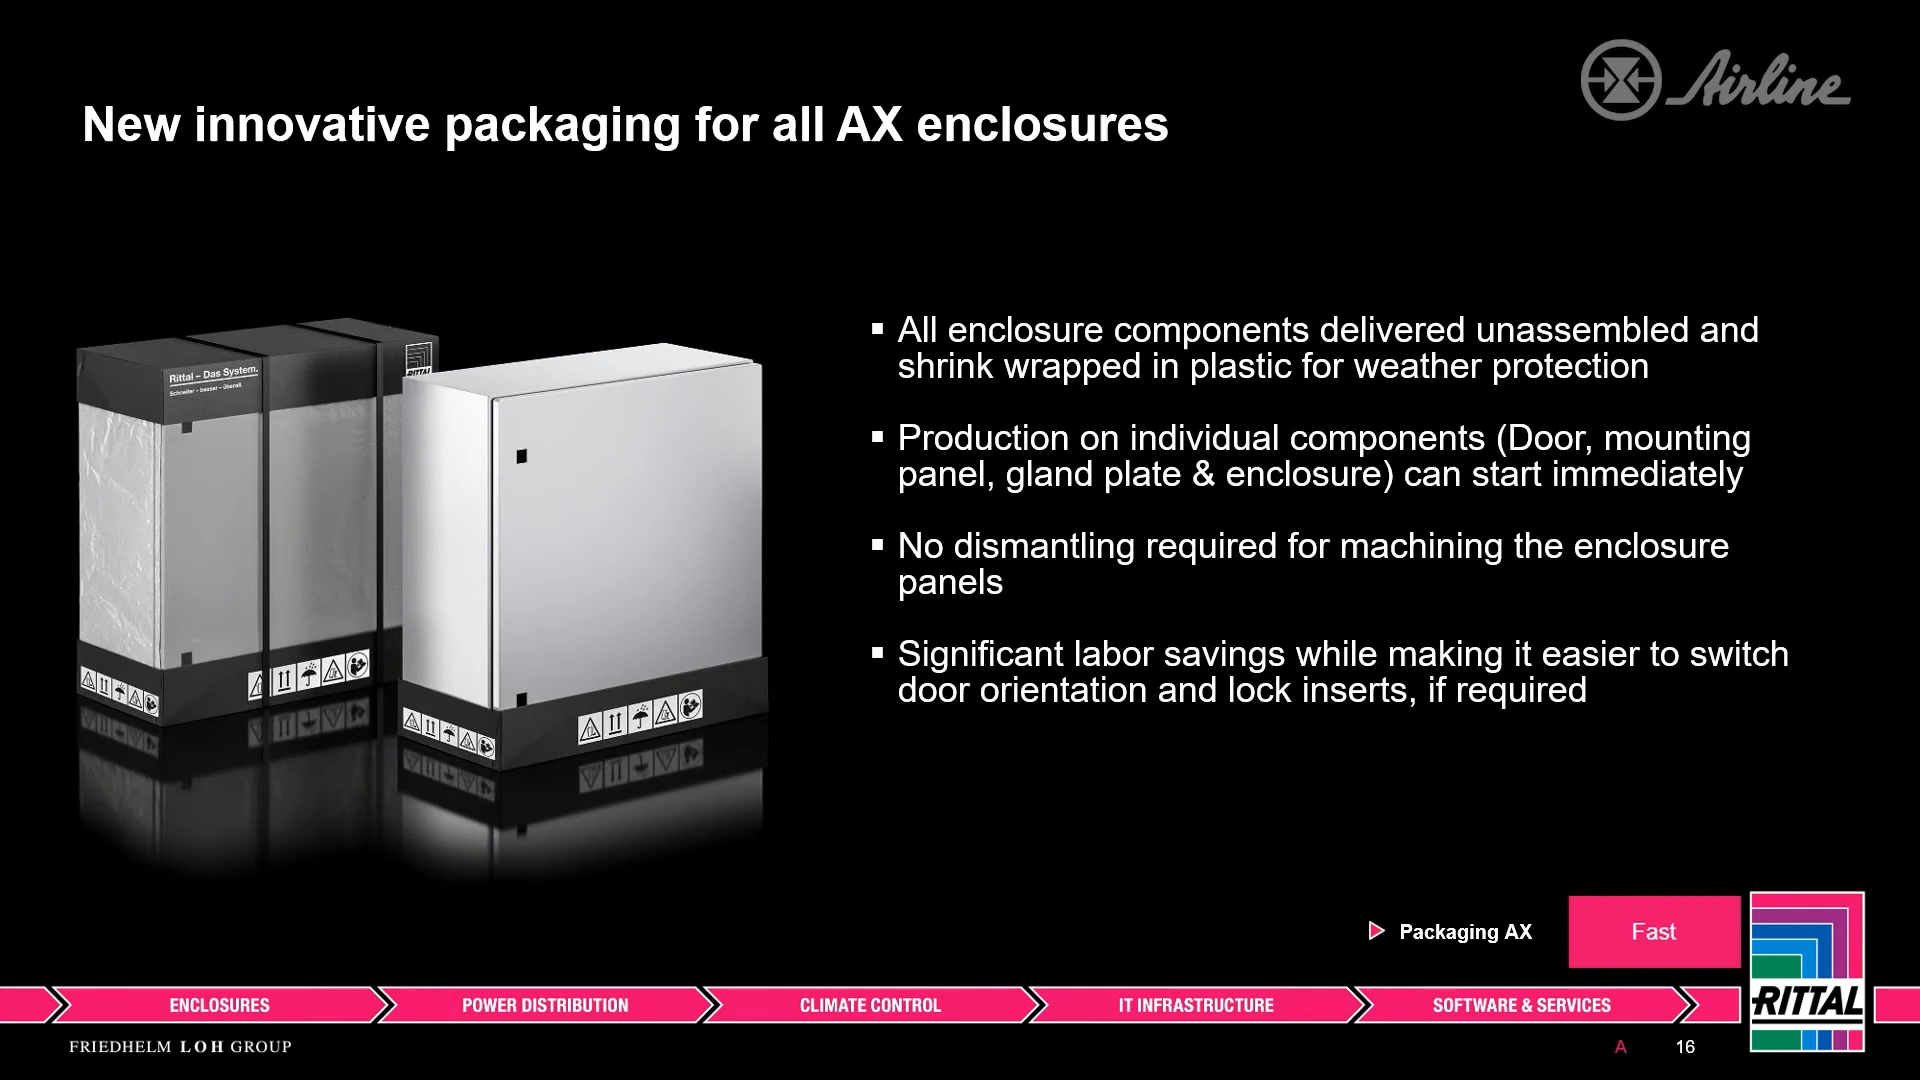 Airline
New innovative packaging for all AX enclosures
Rittal – Das System.
Schneller – besser – überall.
RITTAL
▪ All enclosure components delivered unassembled and
shrink wrapped in plastic for weather protection
▪ Production on individual components (Door, mounting
panel, gland plate & enclosure) can start immediately
▪ No dismantling required for machining the enclosure
panels
▪ Significant labor savings while making it easier to switch
door orientation and lock inserts, if required
Packaging AX
Fast
ENCLOSURES
POWER DISTRIBUTION
CLIMATE CONTROL
IT INFRASTRUCTURE
SOFTWARE & SERVICES
RITTAL
FRIEDHELM LOH GROUP
A
16